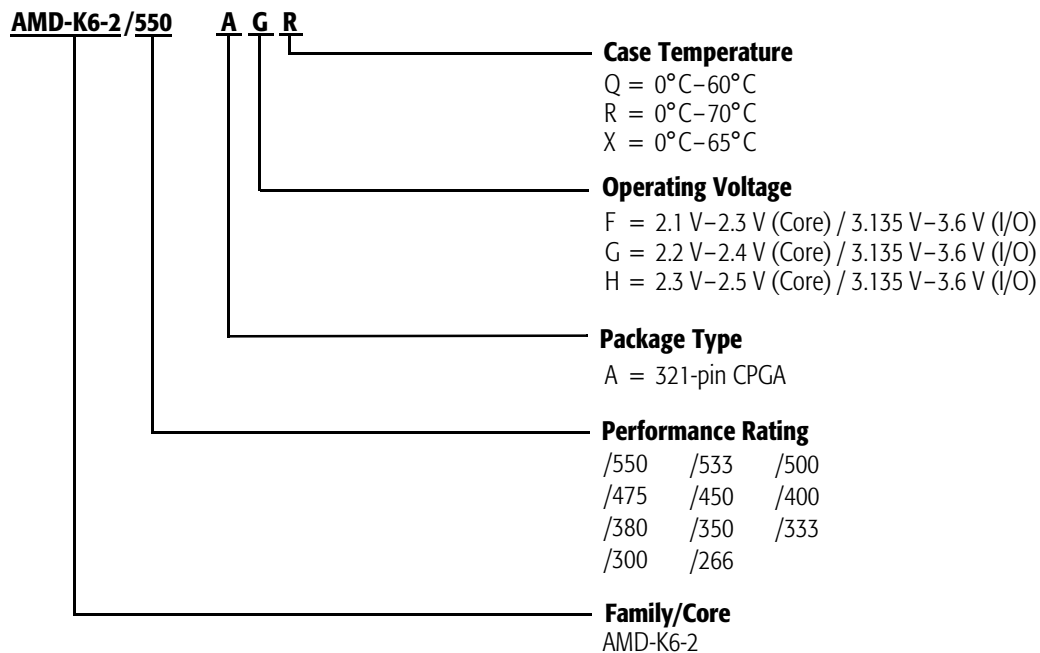 AMD-K6-2/550 A G R
Case Temperature
Q = 0°C–60°C
R = 0°C–70°C
X = 0°C–65°C
Operating Voltage
F = 2.1 V–2.3 V (Core) / 3.135 V–3.6 V (I/O)
G = 2.2 V–2.4 V (Core) / 3.135 V–3.6 V (I/O)
H = 2.3 V–2.5 V (Core) / 3.135 V–3.6 V (I/O)
Package Type
A = 321-pin CPGA
Performance Rating
/550 /533 /500
/475 /450 /400
/380 /350 /333
/300 /266
Family/Core
AMD-K6-2